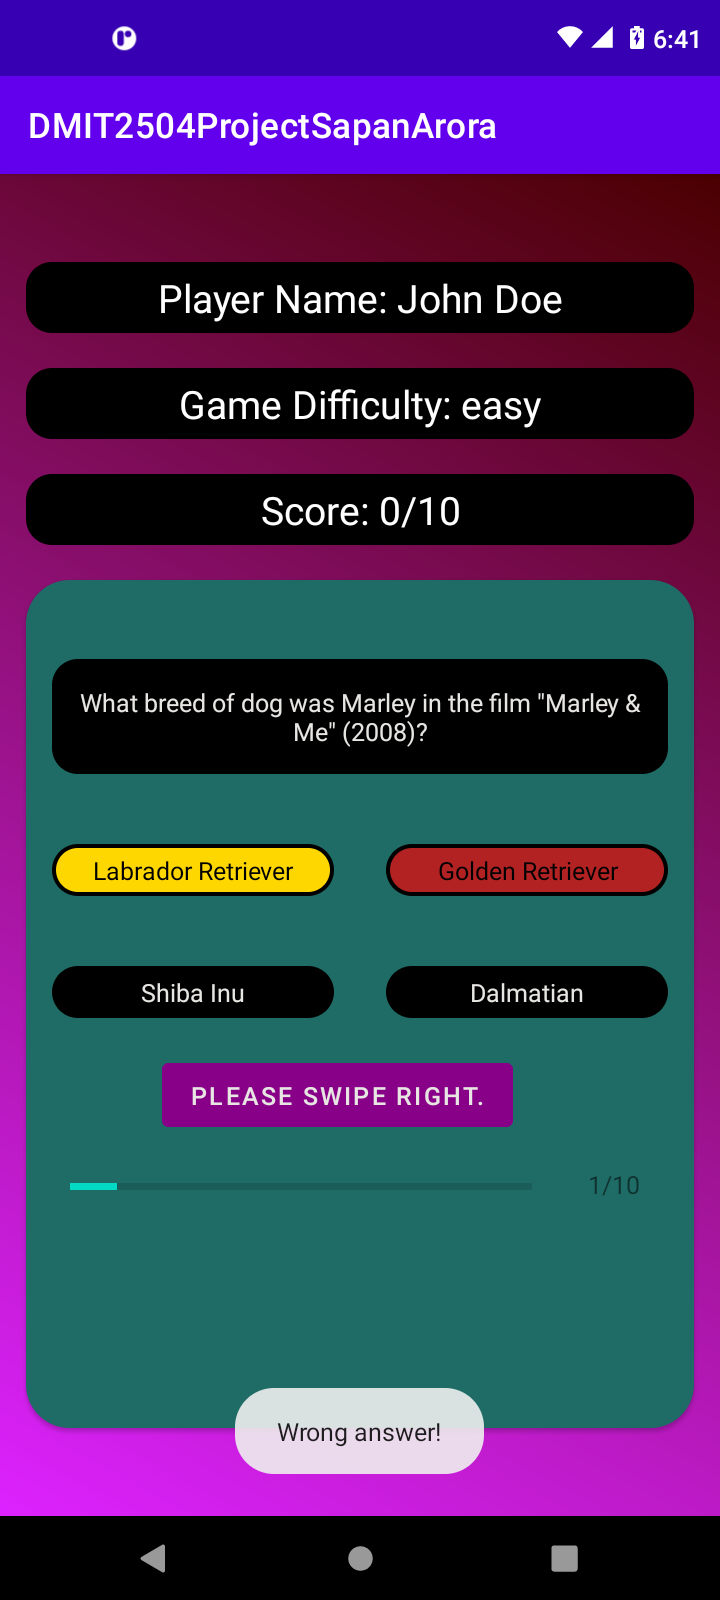 6:41
DMIT2504ProjectSapanArora
Player Name: John Doe
Game Difficulty: easy
Score: 0/10
What breed of dog was Marley in the film "Marley &
Me" (2008)?
Labrador Retriever
Golden Retriever
Shiba Inu
Dalmatian
PLEASE SWIPE RIGHT.
1/10
Wrong answer!